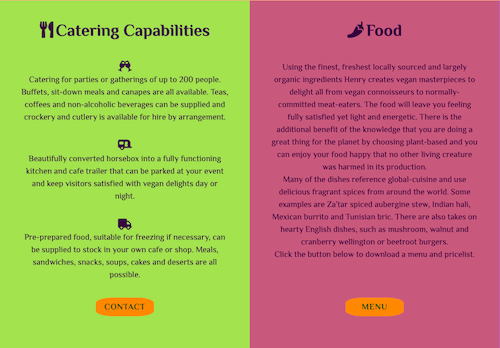 Catering Capabilities
Catering for parties or gatherings of up to 200 people.
Buffets, sit-down meals and canapes are all available. Teas,
coffees and non-alcoholic beverages can be supplied and
crockery and cutlery is available for hire by arrangement.
Beautifully converted horsebox into a fully functioning
kitchen and cafe trailer that can be parked at your event
and keep visitors satisfied with vegan delights day or
night.
Pre-prepared food, suitable for freezing if necessary, can
be supplied to stock in your own cafe or shop. Meals,
sandwiches, snacks, soups, cakes and deserts are all
possible.
CONTACT
Food
Using the finest, freshest locally sourced and largely
organic ingredients Henry creates vegan masterpieces to
delight all from vegan connoisseurs to normally-
committed meat-eaters. The food will leave you feeling
fully satisfied yet light and energetic. There is the
additional benefit of the knowledge that you are doing a
great thing for the planet by choosing plant-based and you
can enjoy your food happy that no other living creature
was harmed in its production.
Many of the dishes reference global-cuisine and use
delicious fragrant spices from around the world. Some
examples are Za'tar spiced aubergine stew, Indian hali,
Mexican burrito and Tunisian bric. There are also takes on
hearty English dishes, such as mushroom, walnut and
cranberry wellington or beetroot burgers.
Click the button below to download a menu and pricelist.
MENU